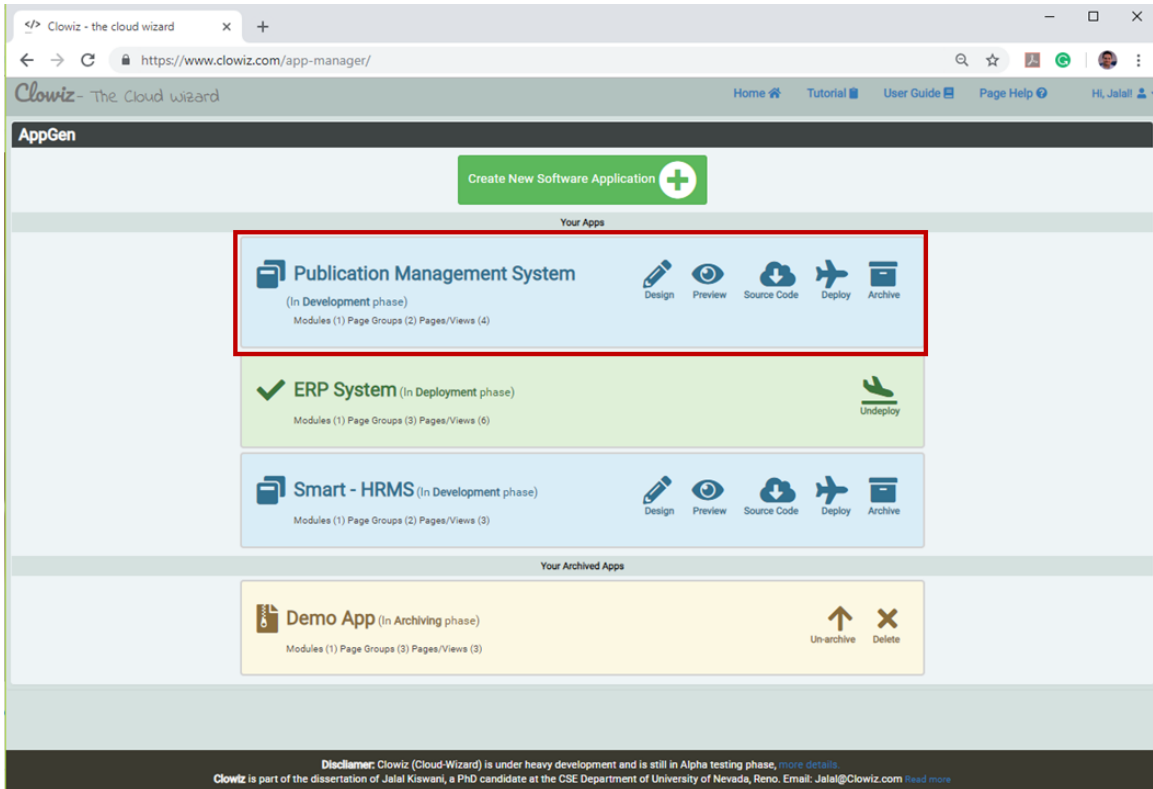 </> Clowiz - the cloud wizard
https://www.clowiz.com/app-manager/
Clowiz - The Cloud Wizard Home Tutorial User Guide Page Help Hi, Jalal!
AppGen
Create New Software Application
Your Apps
Publication Management System
Design Preview Source Code Deploy Archive
(In Development phase)
Modules (1) Page Groups (2) Pages/Views (4)
ERP System (In Deployment phase)
Undeploy
Modules (1) Page Groups (3) Pages/Views (6)
Smart - HRMS (In Development phase)
Design Preview Source Code Deploy Archive
Modules (1) Page Groups (2) Pages/Views (3)
Your Archived Apps
Demo App (In Archiving phase)
Un-archive Delete
Modules (1) Page Groups (3) Pages/Views (3)
Discliamer: Clowiz (Cloud-Wizard) is under heavy development and is still in Alpha testing phase, more details.
Clowiz is part of the dissertation of Jalal Kiswani, a PhD candidate at the CSE Department of University of Nevada, Reno. Email: Jalal@Clowiz.com Read more